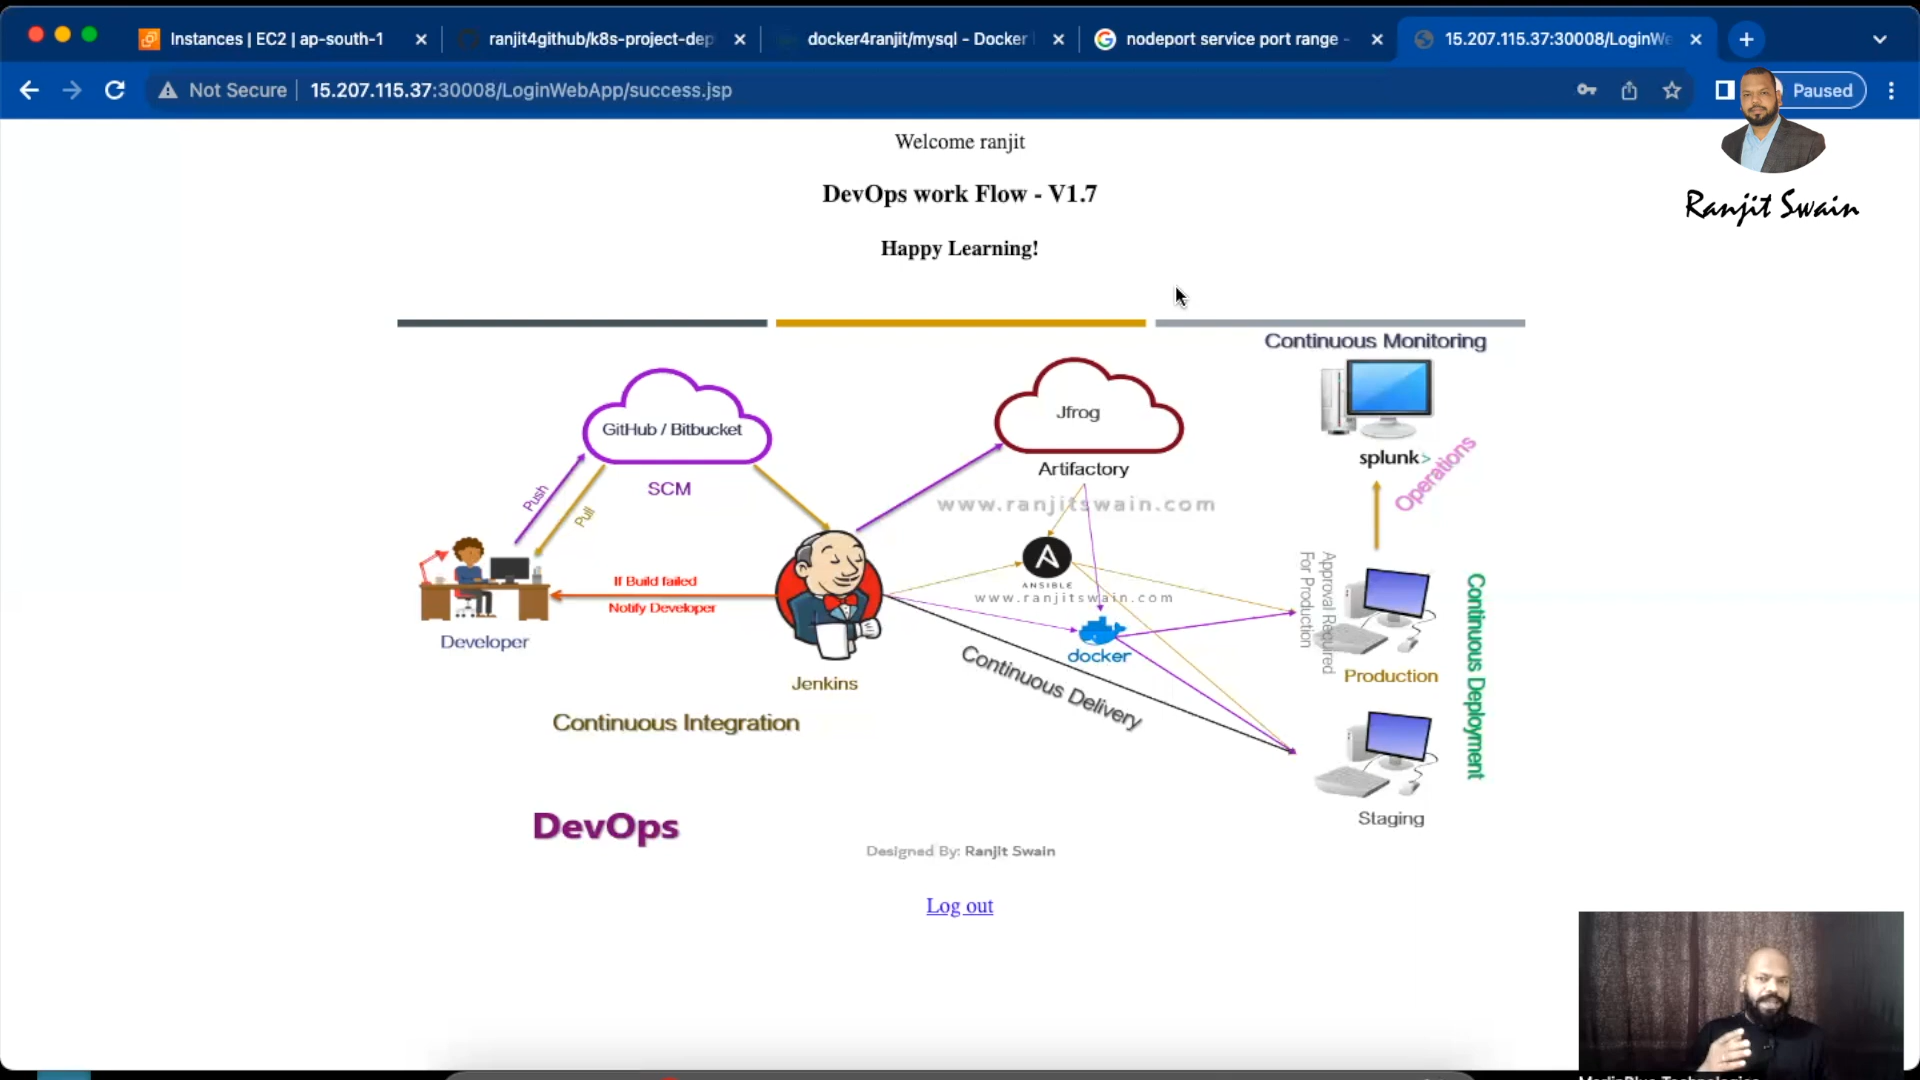 Instances | EC2 | ap-south-1
ranjit4github/k8s-project-dep
docker4ranjit/mysql - Docker
nodeport service port range -
15.207.115.37:30008/LoginWe
Not Secure
15.207.115.37:30008/LoginWebApp/success.jsp
Paused
Ranjit Swain
Welcome ranjit
DevOps work Flow - V1.7
Happy Learning!
Continuous Monitoring
GitHub / Bitbucket
Jfrog
splunk>
Operations
Artifactory
SCM
Push
Pull
www.ranjitswain.com
ANSIBLE
www.ranjitswain.com
If Build failed
Notify Developer
Approval Required
For Production
Continuous Deployment
Developer
docker
Production
Jenkins
Continuous Delivery
Continuous Integration
Staging
DevOps
Designed By: Ranjit Swain
Log out